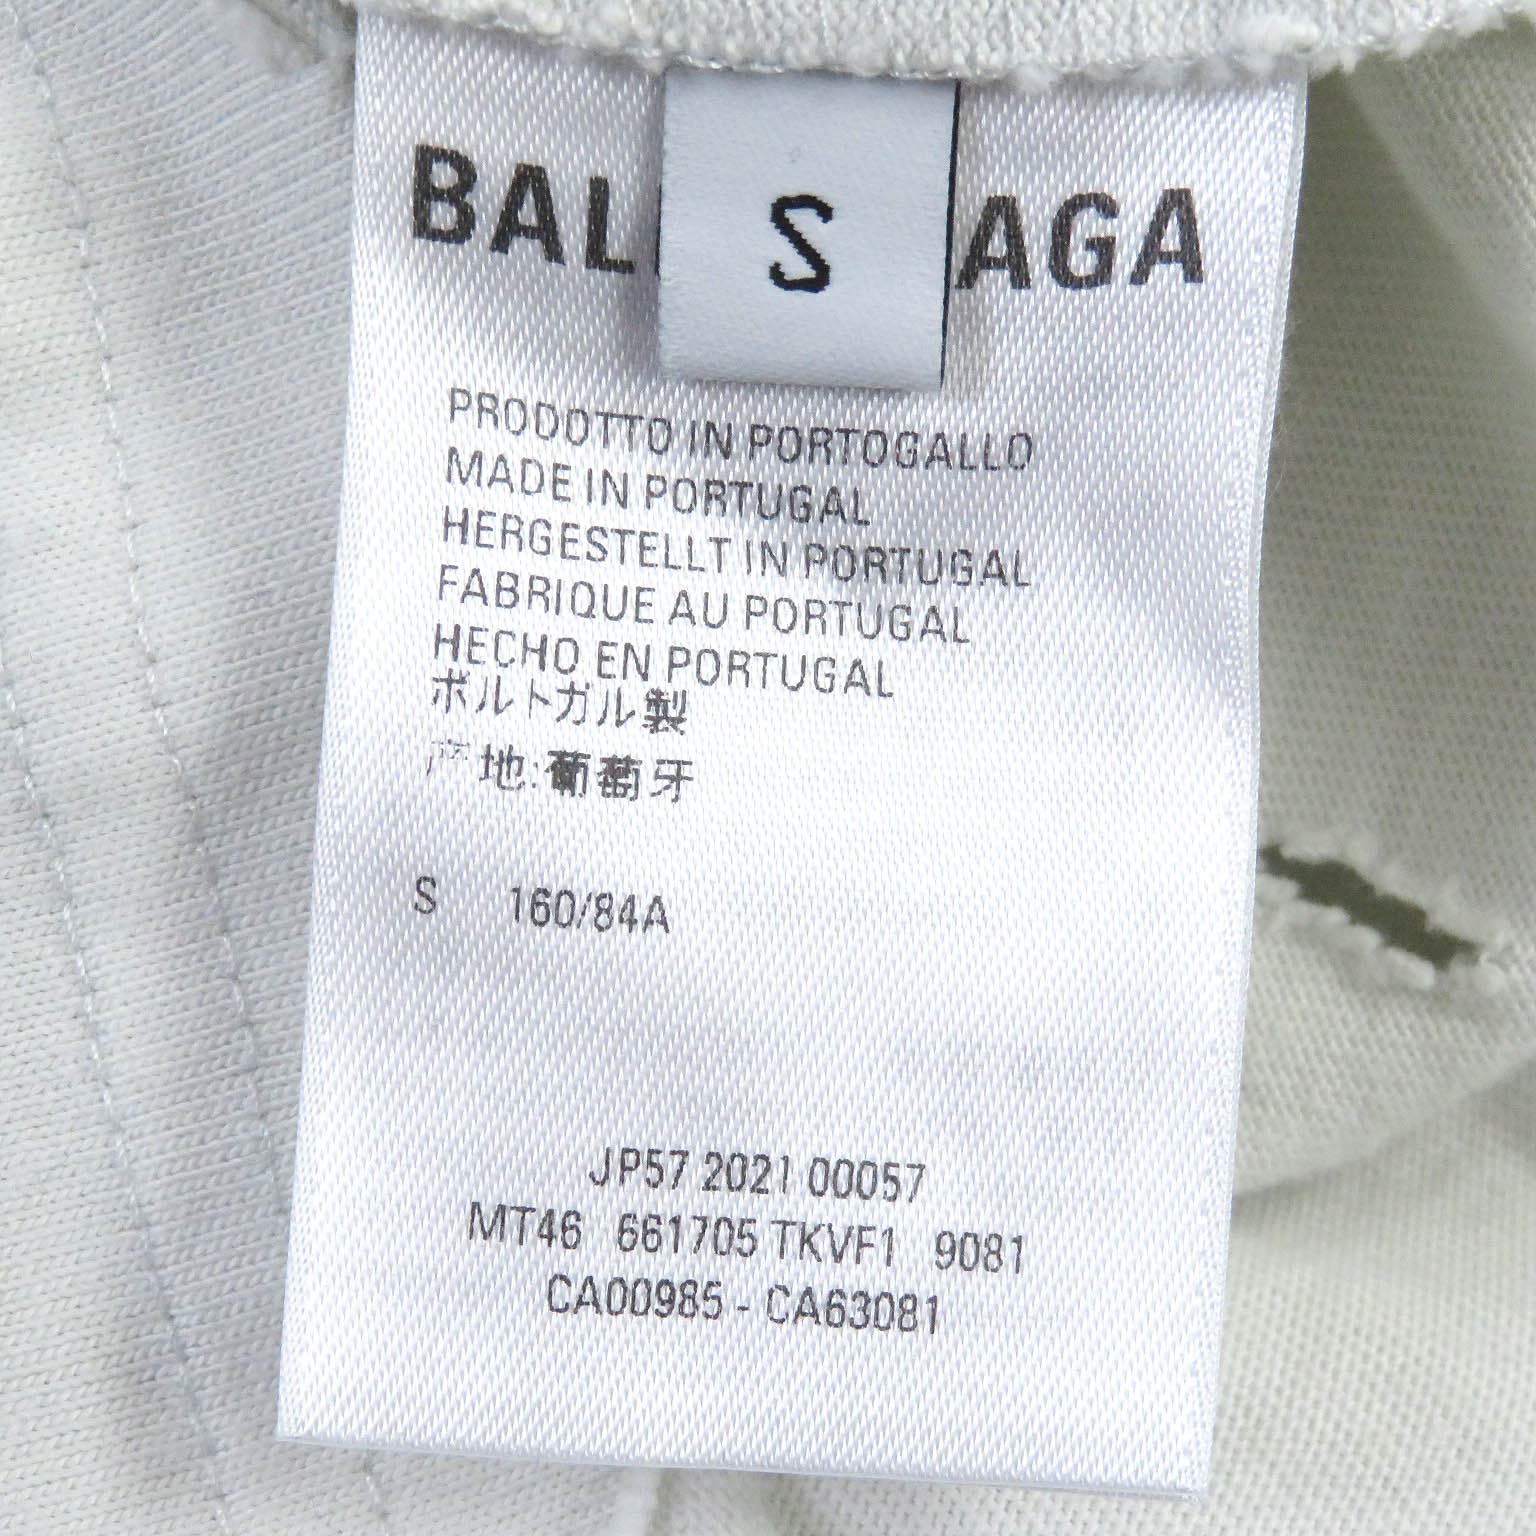 BAL S AGA
PRODOTTO IN PORTOGALLO
MADE IN PORTUGAL
HERGESTELLT IN PORTUGAL
FABRIQUE AU PORTUGAL
HECHO EN PORTUGAL
ポルトガル製
产地:葡萄牙
S 160/84A
JP57 2021 00057
MT46 661705 TKVF1 9081
CA00985 - CA63081